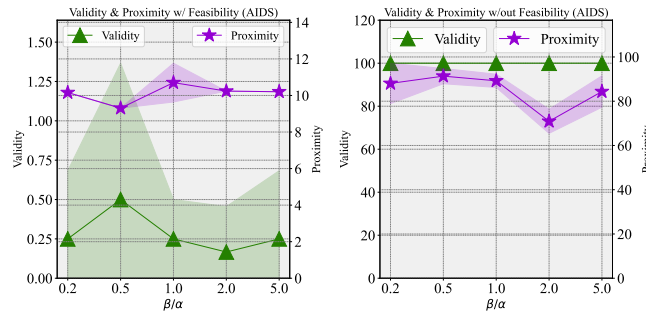 Validity & Proximity w/ Feasibility (AIDS)
Validity
Proximity
1.50
1.25
1.00
0.75
0.50
0.25
0.00
Validity
14
12
10
8
6
4
2
0
Proximity
0.2 0.5 1.0 2.0 5.0
β/α
Validity & Proximity w/out Feasibility (AIDS)
Validity
Proximity
120
100
80
60
40
20
0
Validity
100
80
60
40
20
0
Proximity
0.2 0.5 1.0 2.0 5.0
β/α